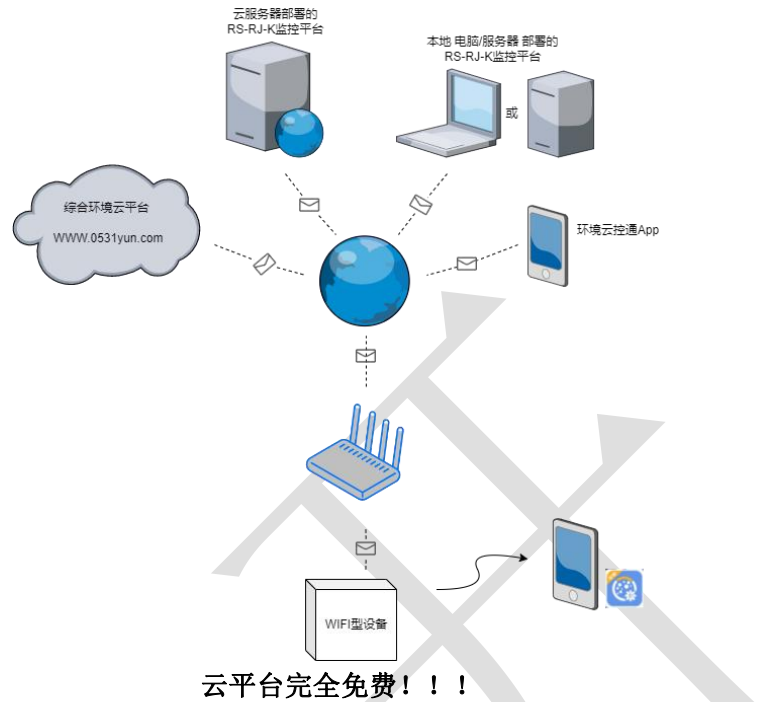 云服务器部署的
RS-RJ-K监控平台
本地 电脑/服务器 部署的
RS-RJ-K监控平台
或
综合环境云平台
WWW.0531yun.com
环境云控通App
WIFI型设备
云平台完全免费！！！